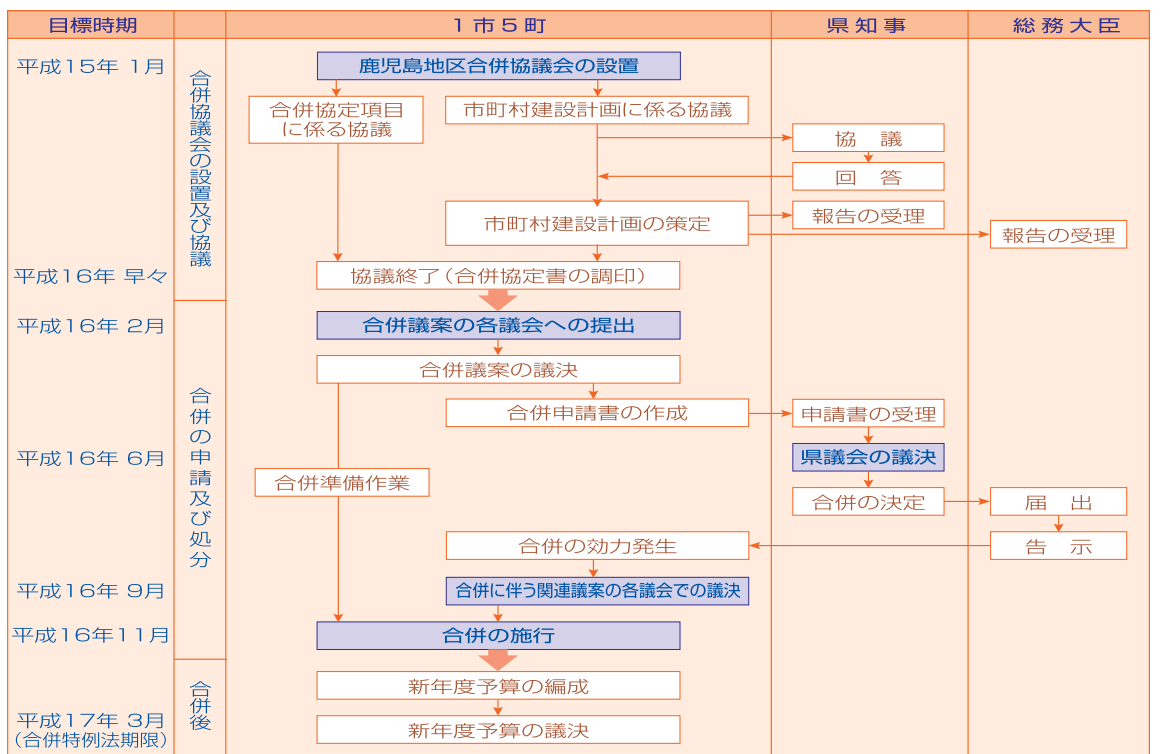 目標時期
1市5町
県知事
総務大臣
平成15年 1月
合併協議会の設置及び協議
鹿児島地区合併協議会の設置
合併協定項目
に係る協議
市町村建設計画に係る協議
協 議
回 答
市町村建設計画の策定
報告の受理
報告の受理
平成16年 早々
協議終了(合併協定書の調印)
平成16年 2月
合併の申請及び処分
合併議案の各議会への提出
合併議案の議決
合併申請書の作成
申請書の受理
平成16年 6月
県議会の議決
合併準備作業
合併の決定
届 出
合併の効力発生
告 示
平成16年 9月
合併に伴う関連議案の各議会での議決
平成16年11月
合併の施行
合併後
新年度予算の編成
平成17年 3月
(合併特例法期限)
新年度予算の議決